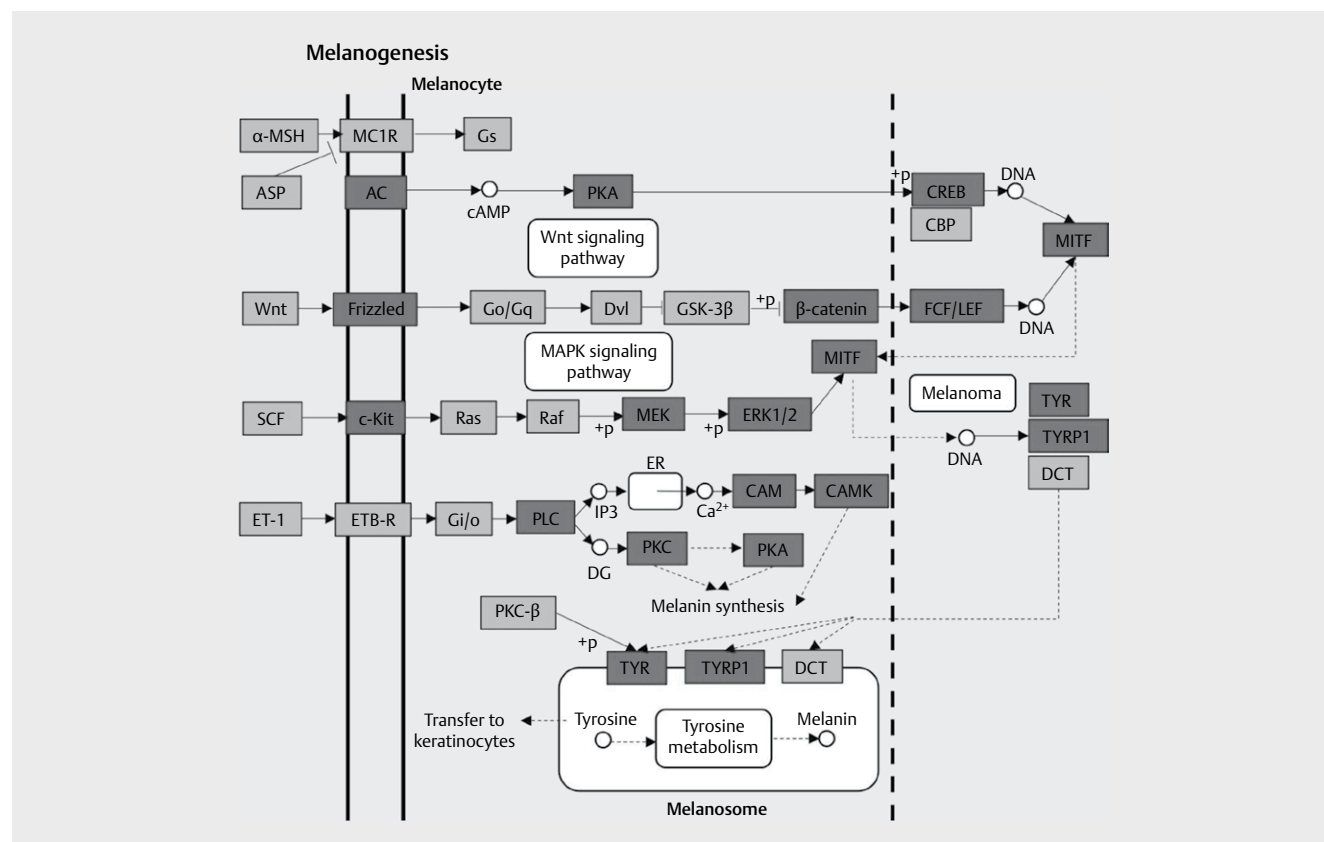 Melanogenesis
Melanocyte
α-MSH
MC1R
Gs
ASP
AC
cAMP
PKA
+p
CREB
DNA
CBP
MITF
Wnt signaling
pathway
Wnt
Frizzled
Go/Gq
Dvl
GSK-3β
+p
β-catenin
FCF/LEF
DNA
MAPK signaling
pathway
MITF
Melanoma
TYR
SCF
c-Kit
Ras
Raf
+p
MEK
+p
ERK1/2
DNA
TYRP1
DCT
ET-1
ETB-R
Gi/o
PLC
IP3
ER
Ca2+
CAM
CAMK
DG
PKC
PKA
Melanin synthesis
PKC-β
+p
TYR
TYRP1
DCT
Transfer to
keratinocytes
Tyrosine
Tyrosine
metabolism
Melanin
Melanosome